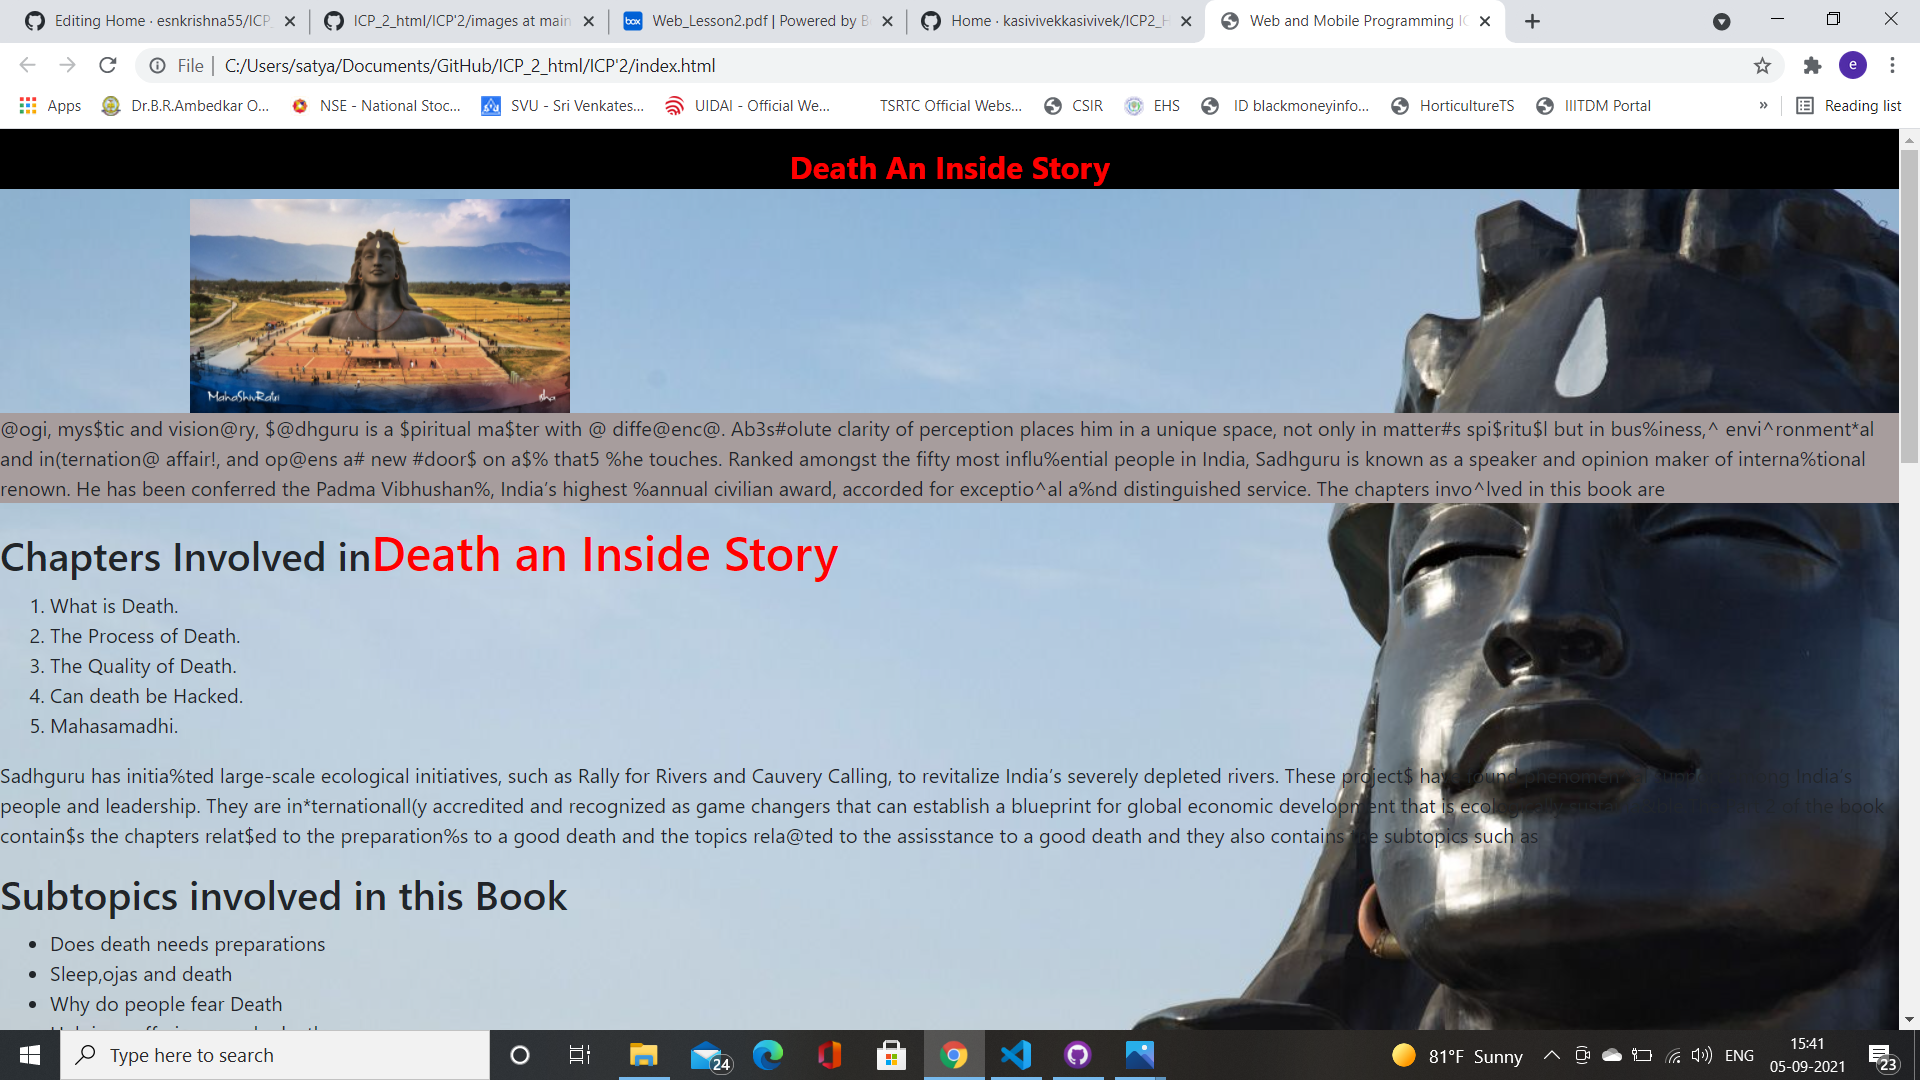 Editing Home · esnkrishna55/ICP_
ICP_2_html/ICP'2/images at main
Web_Lesson2.pdf | Powered by B
Home · kasivivekkasivivek/ICP2_H
Web and Mobile Programming IC
File | C:/Users/satya/Documents/GitHub/ICP_2_html/ICP'2/index.html
e
Apps
Dr.B.R.Ambedkar O...
NSE - National Stoc...
SVU - Sri Venkates...
UIDAI - Official We...
TSRTC Official Webs...
CSIR
EHS
ID blackmoneyinfo...
HorticultureTS
IIITDM Portal
»
Reading list
Death An Inside Story
MahaShivRatri
isha
@ogi, mys$tic and vision@ry, $@dhguru is a $piritual ma$ter with @ diffe@enc@. Ab3s#olute clarity of perception places him in a unique space, not only in matter#s spi$ritu$l but in bus%iness,^ envi^ronment*al
and in(ternation@ affair!, and op@ens a# new #door$ on a$% that5 %he touches. Ranked amongst the fifty most influ%ential people in India, Sadhguru is known as a speaker and opinion maker of interna%tional
renown. He has been conferred the Padma Vibhushan%, India’s highest %annual civilian award, accorded for exceptio^al a%nd distinguished service. The chapters invo^lved in this book are
Chapters Involved inDeath an Inside Story
1. What is Death.
2. The Process of Death.
3. The Quality of Death.
4. Can death be Hacked.
5. Mahasamadhi.
Sadhguru has initia%ted large-scale ecological initiatives, such as Rally for Rivers and Cauvery Calling, to revitalize India’s severely depleted rivers. These project$ have found India’s
people and leadership. They are in*ternationall(y accredited and recognized as game changers that can establish a blueprint for global economic development that is of the book
contain$s the chapters relat$ed to the preparation%s to a good death and the topics rela@ted to the assisstance to a good death and they also contains the subtopics such as
Subtopics involved in this Book
• Does death needs preparations
• Sleep,ojas and death
• Why do people fear Death
Type here to search
24
81°F Sunny
ENG
15:41
05-09-2021
23